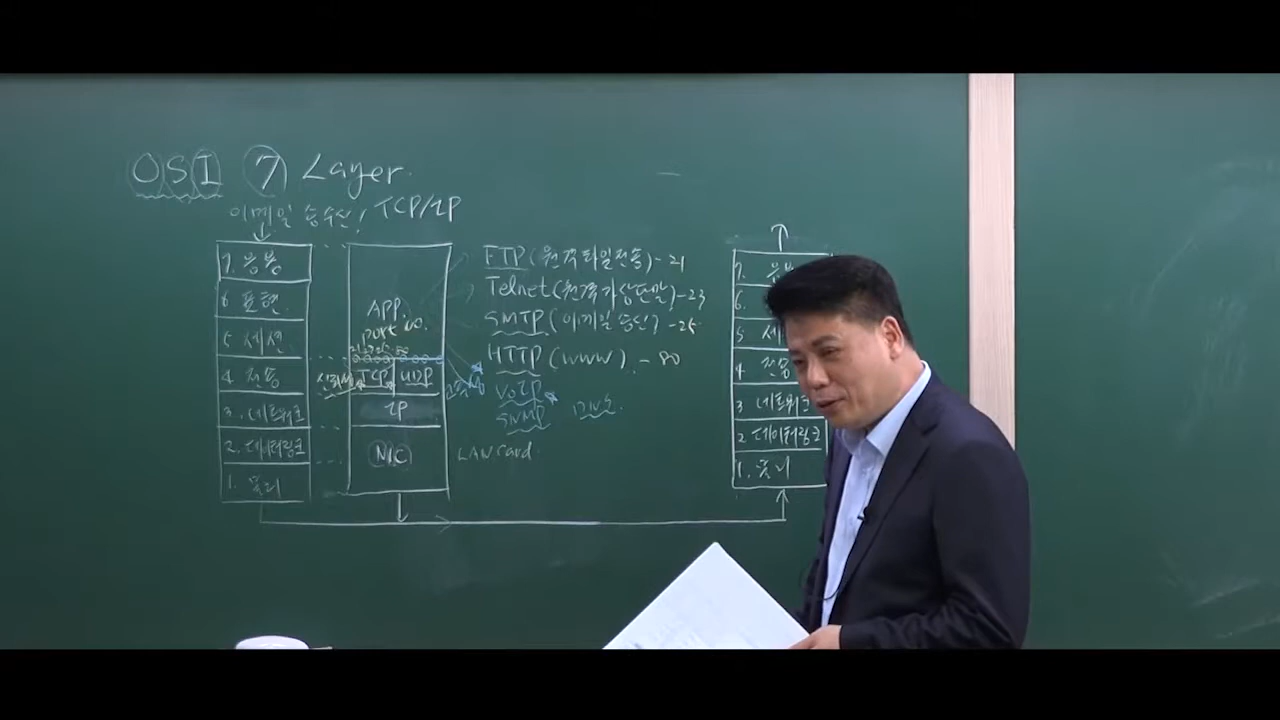 OSI 7 Layer.
이메일 송수신! TCP/IP
7. 응용
6 표현
5 세션
4 전송
3. 네트워크
2. 데이터링크
1. 물리
APP.
port no.
TCP UDP
IP
NIC
LAN card
FTP (원격파일전송) - 21
Telnet (원격가상단말) - 23
SMTP (이메일 송신) - 25
HTTP (www). - 80
VoIP
SNMP DNS.
7.
6.
5
4 전송
3 네트워크
2 데이터링크
1. 물리